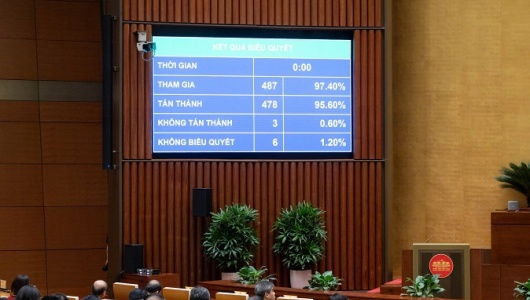 KẾT QUẢ BIỂU QUYẾT
THỜI GIAN 0:00
THAM GIA 487 97.40%
TÁN THÀNH 478 95.60%
KHÔNG TÁN THÀNH 3 0.60%
KHÔNG BIỂU QUYẾT 6 1.20%